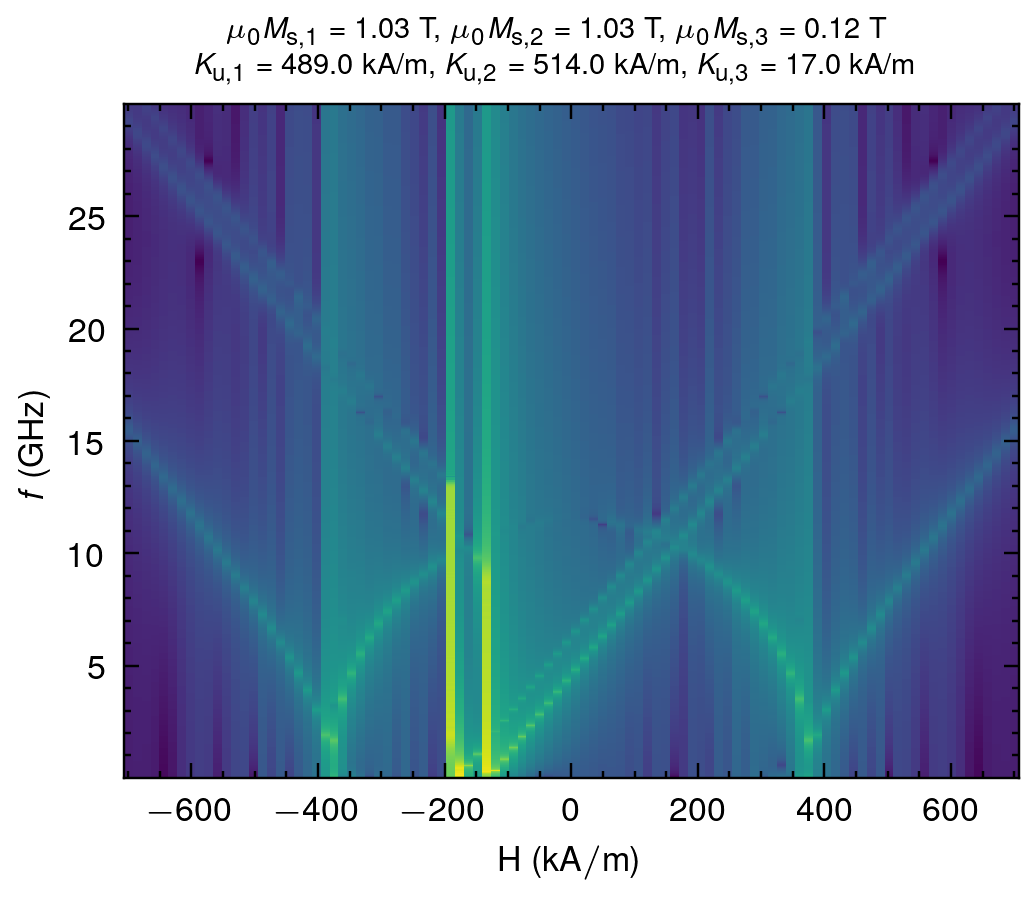 μ0Ms,1 = 1.03 T, μ0Ms,2 = 1.03 T, μ0Ms,3 = 0.12 T
Ku,1 = 489.0 kA/m, Ku,2 = 514.0 kA/m, Ku,3 = 17.0 kA/m
25
20
15
10
5
f (GHz)
−600 −400 −200 0 200 400 600
H (kA/m)